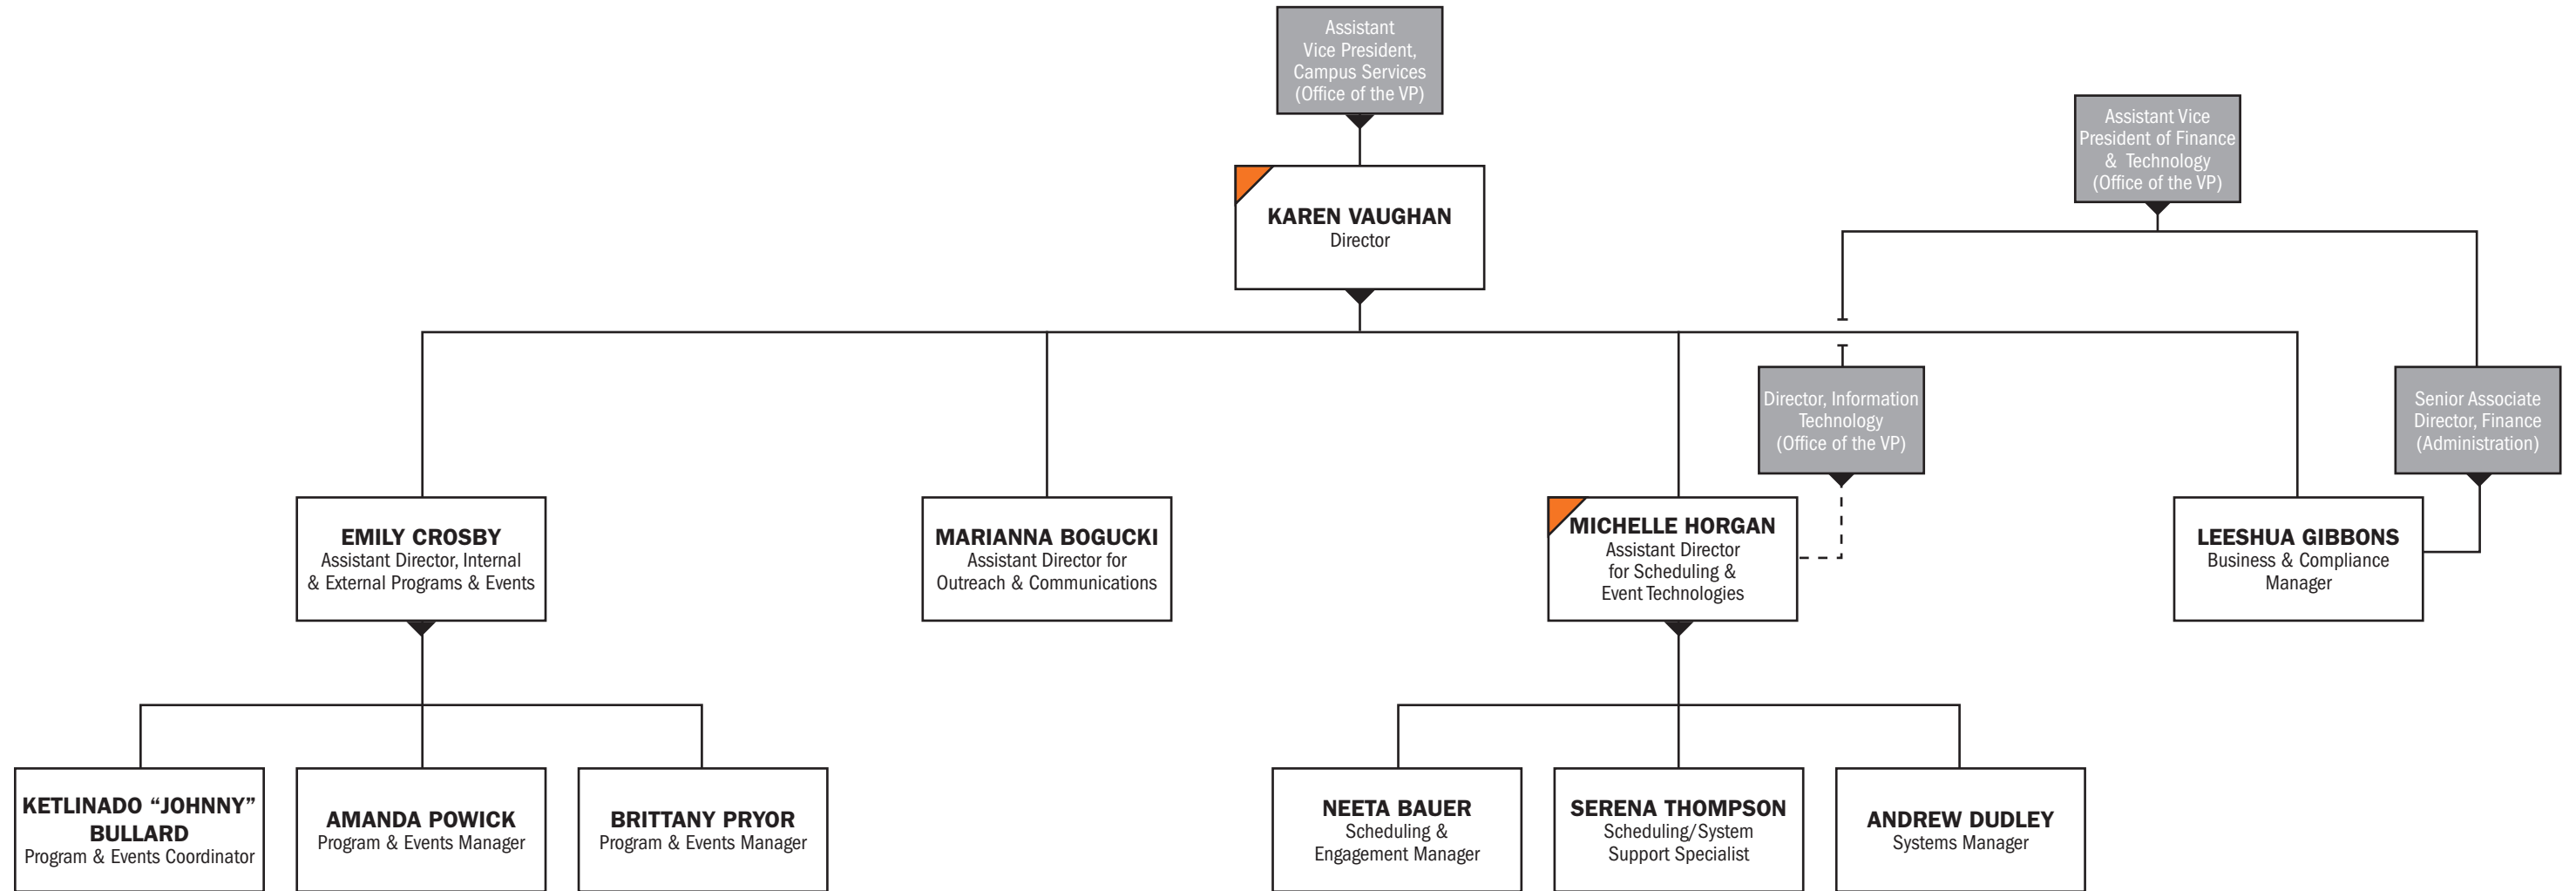 Assistant
Vice President,
Campus Services
(Office of the VP)
Assistant Vice
President of Finance
& Technology
(Office of the VP)
KAREN VAUGHAN
Director
Director, Information
Technology
(Office of the VP)
Senior Associate
Director, Finance
(Administration)
EMILY CROSBY
Assistant Director, Internal
& External Programs & Events
MARIANNA BOGUCKI
Assistant Director for
Outreach & Communications
MICHELLE HORGAN
Assistant Director
for Scheduling &
Event Technologies
LEESHUA GIBBONS
Business & Compliance
Manager
KETLINADO “JOHNNY”
BULLARD
Program & Events Coordinator
AMANDA POWICK
Program & Events Manager
BRITTANY PRYOR
Program & Events Manager
NEETA BAUER
Scheduling &
Engagement Manager
SERENA THOMPSON
Scheduling/System
Support Specialist
ANDREW DUDLEY
Systems Manager